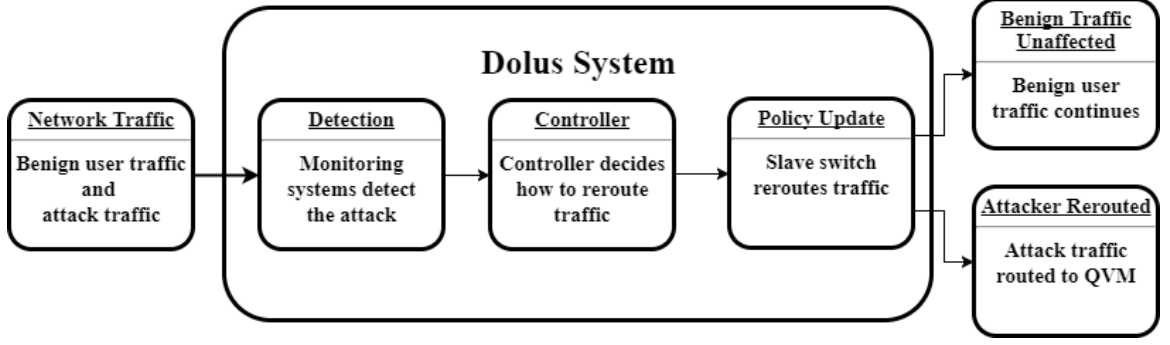 Dolus System
Network Traffic
Benign user traffic
and
attack traffic
Detection
Monitoring
systems detect
the attack
Controller
Controller decides
how to reroute
traffic
Policy Update
Slave switch
reroutes traffic
Benign Traffic
Unaffected
Benign user
traffic continues
Attacker Rerouted
Attack traffic
routed to QVM